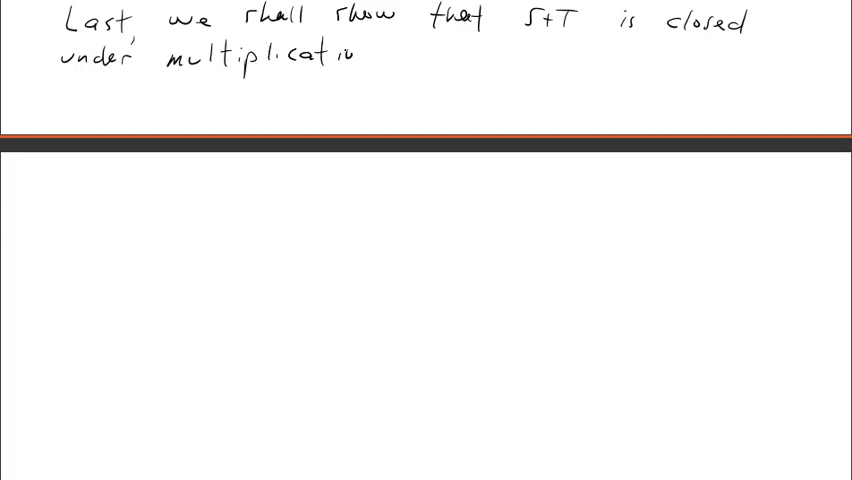 Last, we shall show that S+T is closed
under multiplicatio